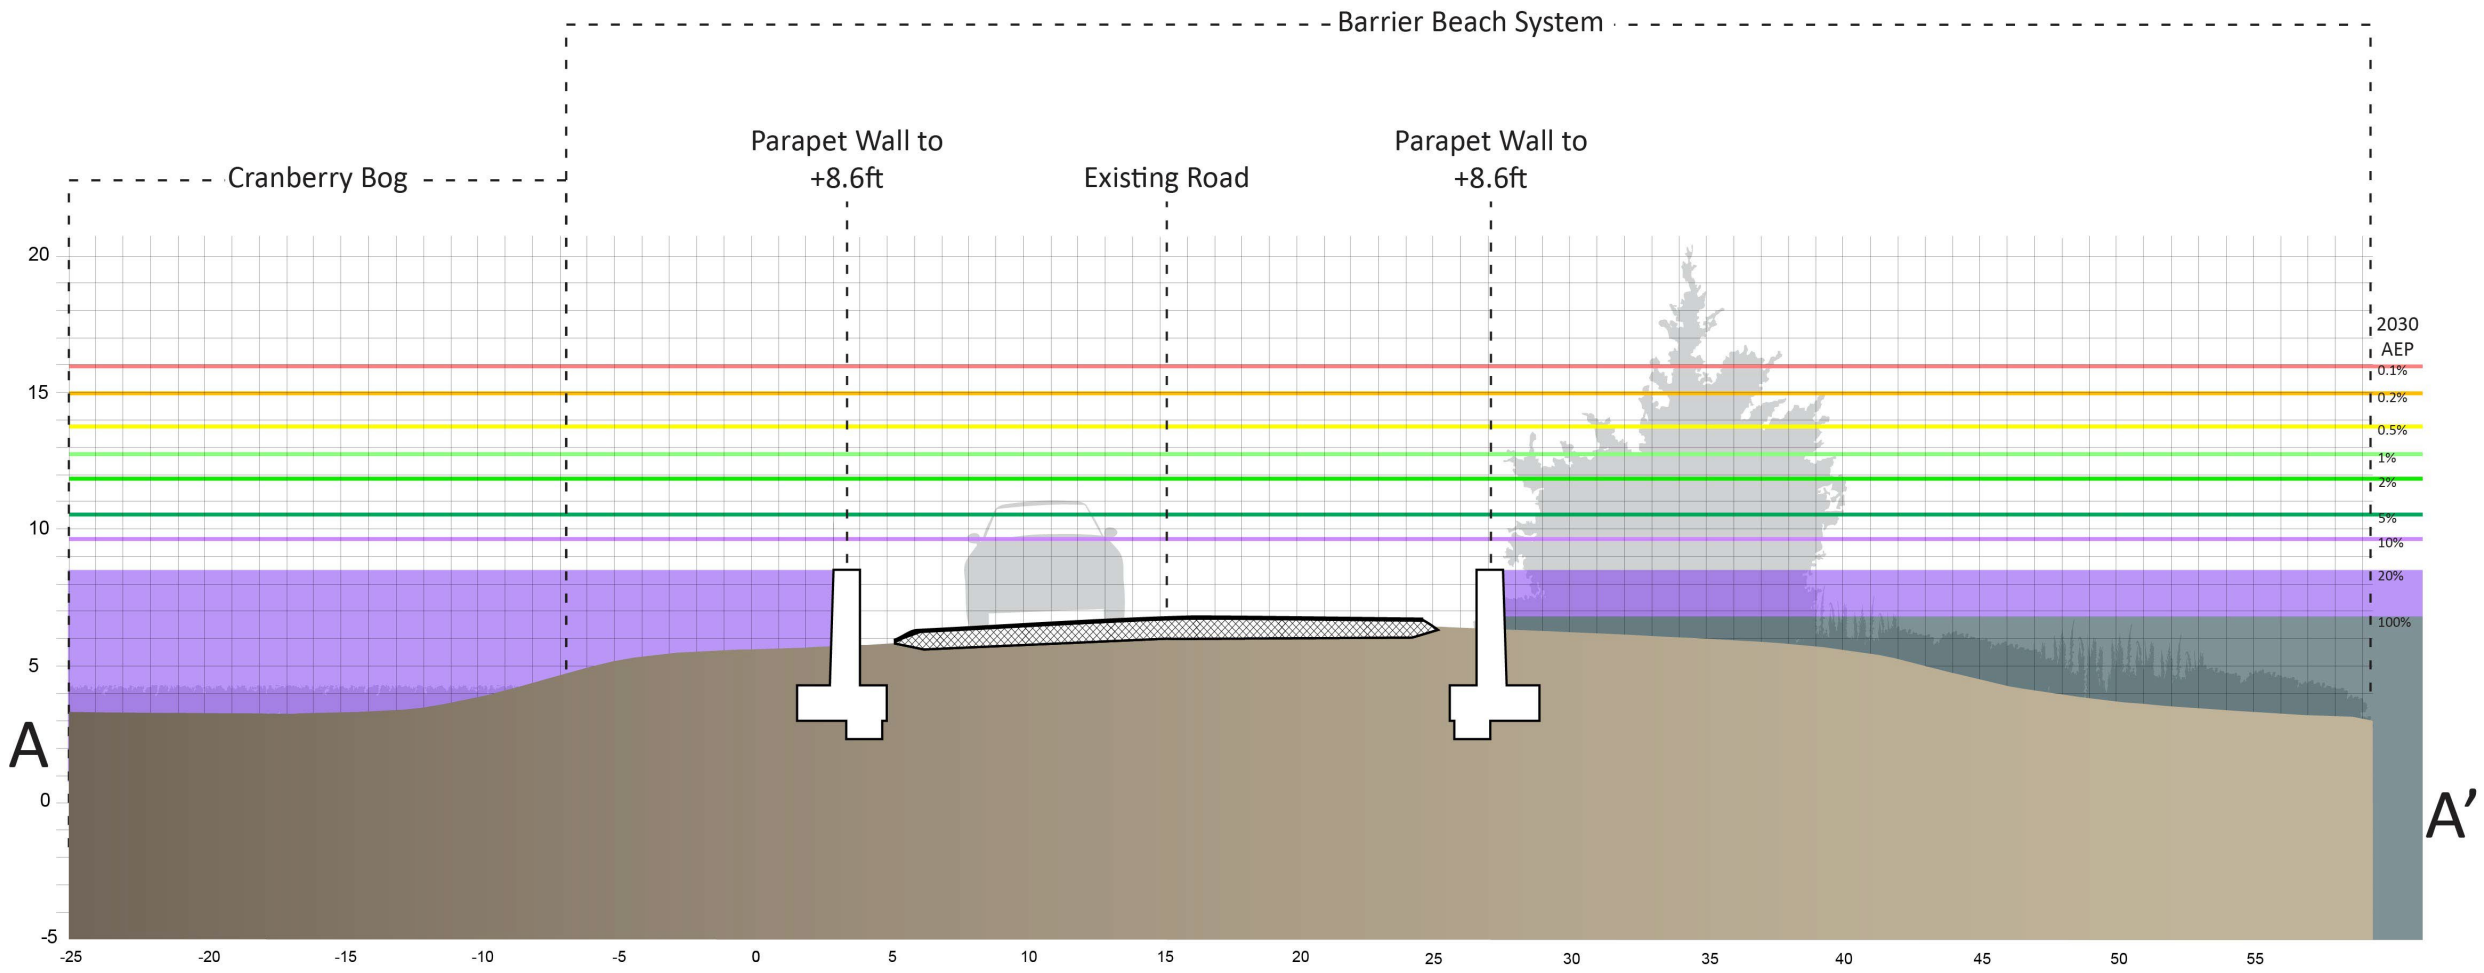 Barrier Beach System
Parapet Wall to
+8.6ft
Parapet Wall to
+8.6ft
Cranberry Bog
Existing Road
20
15
10
5
0
-5
2030
AEP
0.1%
0.2%
0.5%
1%
2%
5%
10%
20%
100%
A
A’
-25 -20 -15 -10 -5 0 5 10 15 20 25 30 35 40 45 50 55